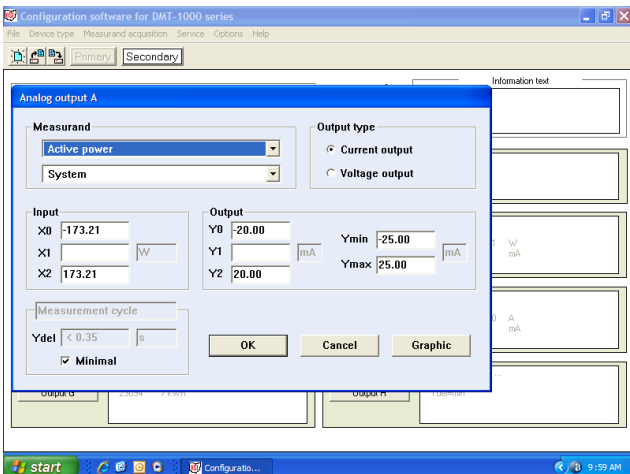 Configuration software for DMT-1000 series
File Device type Measurand acquisition Service Options Help
Primary Secondary
Information text
Analog output A
Measurand
Active power
System
Output type
Current output
Voltage output
Input
X0 -173.21
X1 W
X2 173.21
Output
Y0 -20.00
Y1 mA
Y2 20.00
Ymin -25.00
Ymax 25.00
mA
W
mA
Measurement cycle
Ydel < 0.35 s
Minimal
OK Cancel Graphic
A
mA
Output G
Output H
start
Configuratio...
9:59 AM